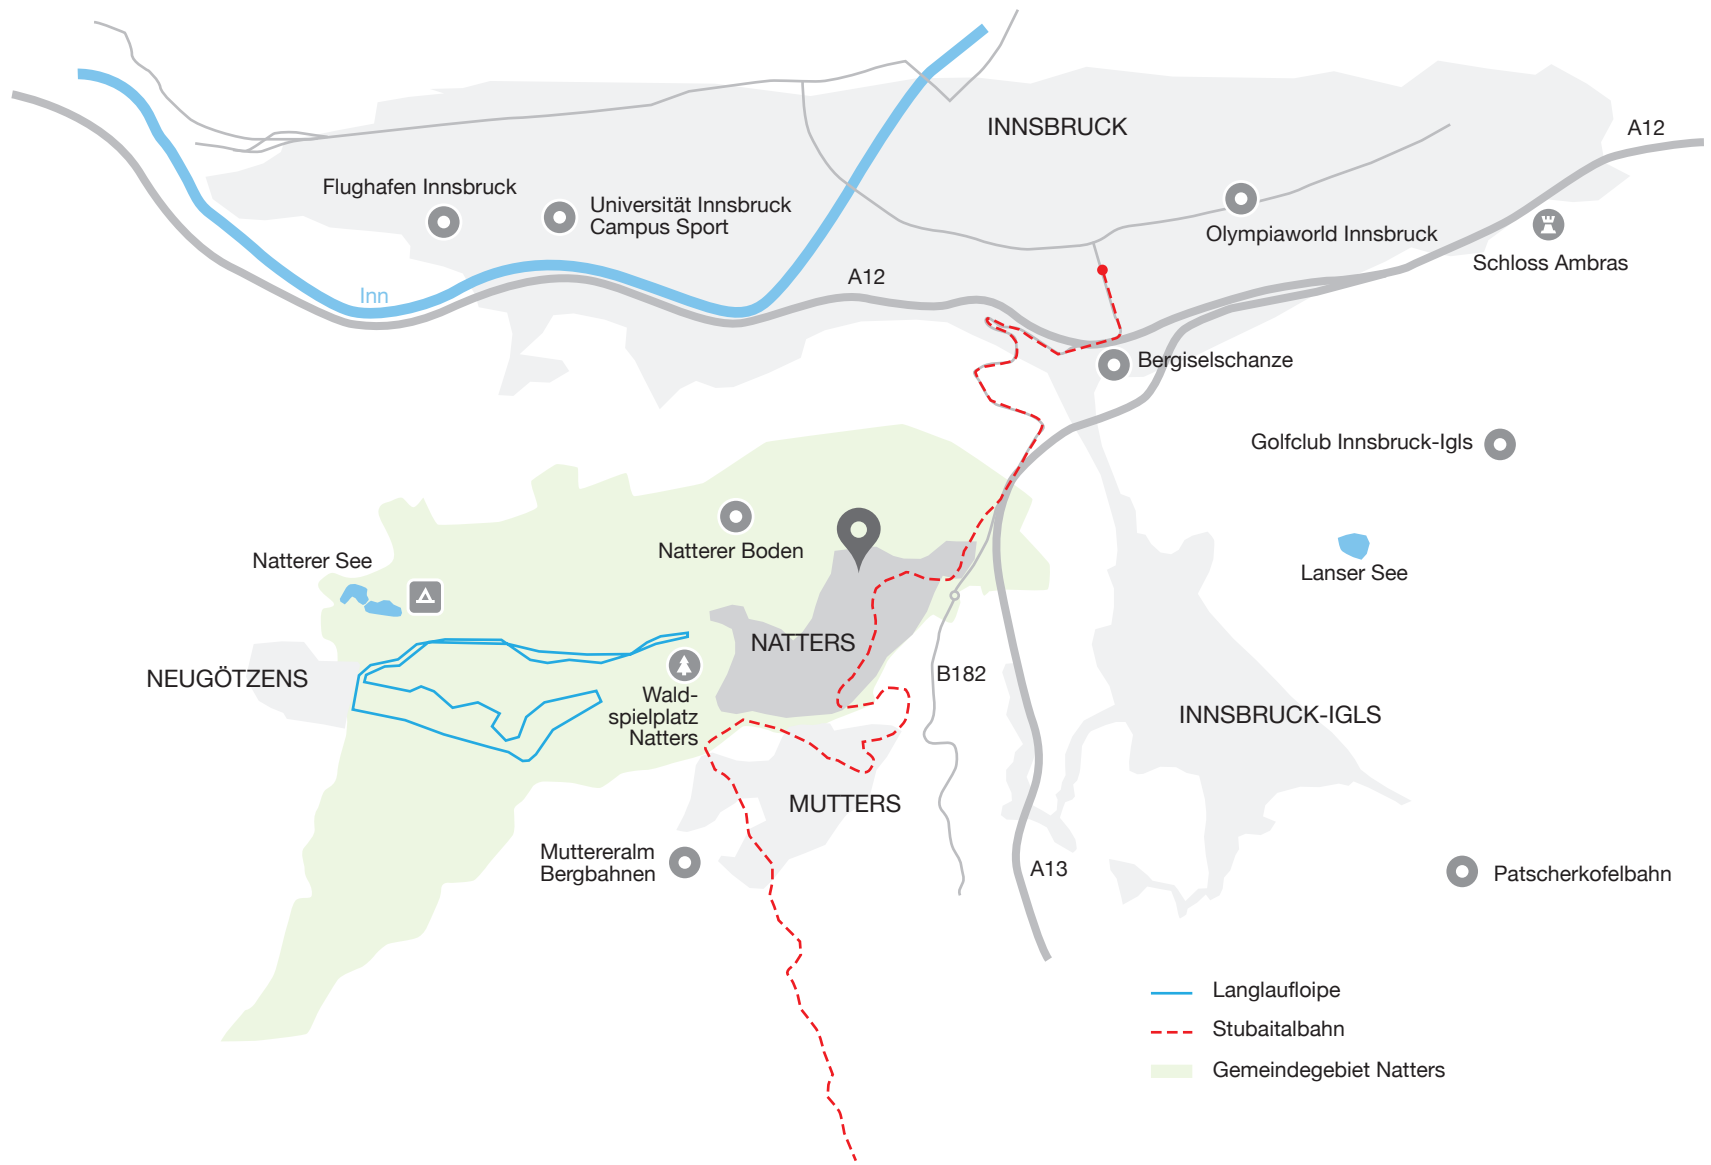 INNSBRUCK
A12
Flughafen Innsbruck
Universität Innsbruck
Campus Sport
Olympiaworld Innsbruck
Schloss Ambras
A12
Inn
Bergiselschanze
Golfclub Innsbruck-Igls
Natterer Boden
Natterer See
Lanser See
NATTERS
NEUGÖTZENS
B182
Wald-
spielplatz
Natters
INNSBRUCK-IGLS
MUTTERS
Muttereralm
Bergbahnen
A13
Patscherkofelbahn
Langlaufloipe
Stubaitalbahn
Gemeindegebiet Natters